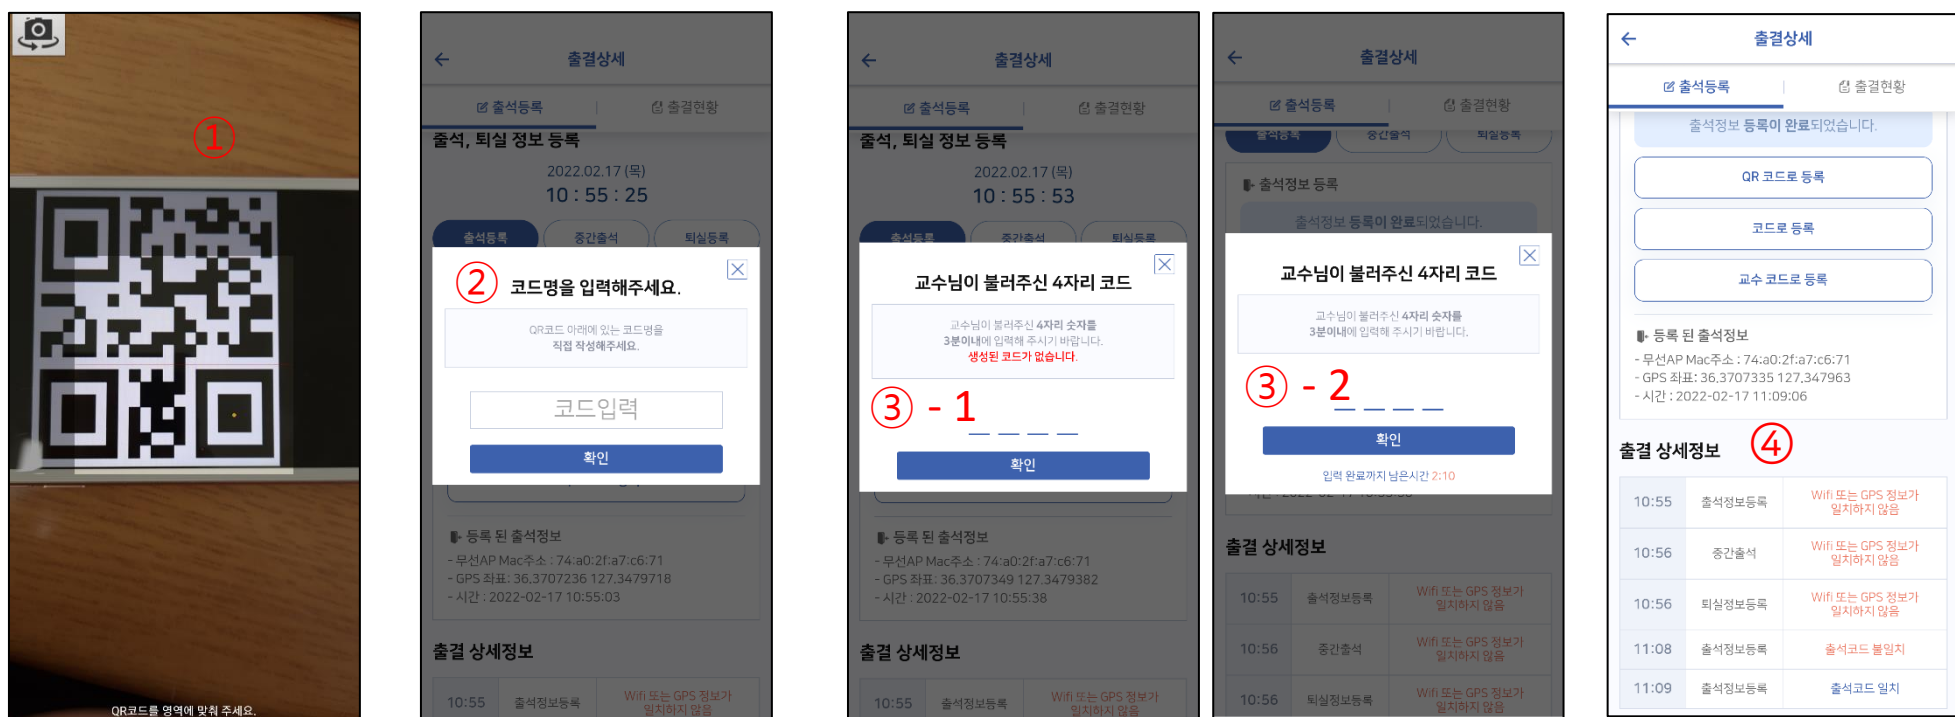 ①
QR코드를 영역에 맞춰 주세요.
출결상세
출석등록
출결현황
출석, 퇴실 정보 등록
2022.02.17 (목)
10 : 55 : 25
출석등록
중간출석
퇴실등록
②
코드명을 입력해주세요.
QR코드 아래에 있는 코드명을
직접 작성해주세요.
코드입력
확인
등록 된 출석정보
- 무선AP Mac주소 : 74:a0:2f:a7:c6:71
- GPS 좌표: 36.3707236 127.3479718
- 시간 : 2022-02-17 10:55:03
출결 상세정보
10:55 출석정보등록 Wifi 또는 GPS 정보가
일치하지 않음
출결상세
출석등록
출결현황
출석, 퇴실 정보 등록
2022.02.17 (목)
10 : 55 : 53
출석등록
중간출석
퇴실등록
교수님이 불러주신 4자리 코드
교수님이 불러주신 4자리 숫자를
3분이내에 입력해 주시기 바랍니다.
생성된 코드가 없습니다.
③ - 1
확인
등록 된 출석정보
- 무선AP Mac주소 : 74:a0:2f:a7:c6:71
- GPS 좌표: 36.3707349 127.3479382
- 시간 : 2022-02-17 10:55:38
출결 상세정보
10:55 출석정보등록 Wifi 또는 GPS 정보가
일치하지 않음
출결상세
출석등록
출결현황
출석등록
중간출석
퇴실등록
출석정보 등록
출석정보 등록이 완료되었습니다.
교수님이 불러주신 4자리 코드
교수님이 불러주신 4자리 숫자를
3분이내에 입력해 주시기 바랍니다.
③ - 2
확인
입력 완료까지 남은시간 2:10
출결 상세정보
10:55 출석정보등록 Wifi 또는 GPS 정보가
일치하지 않음
10:56 중간출석 Wifi 또는 GPS 정보가
일치하지 않음
10:56 퇴실정보등록 Wifi 또는 GPS 정보가
일치하지 않음
출결상세
출석등록
출결현황
출석정보 등록이 완료되었습니다.
QR 코드로 등록
코드로 등록
교수 코드로 등록
등록 된 출석정보
- 무선AP Mac주소 : 74:a0:2f:a7:c6:71
- GPS 좌표: 36.3707335 127.347963
- 시간 : 2022-02-17 11:09:06
출결 상세정보
④
10:55 출석정보등록 Wifi 또는 GPS 정보가
일치하지 않음
10:56 중간출석 Wifi 또는 GPS 정보가
일치하지 않음
10:56 퇴실정보등록 Wifi 또는 GPS 정보가
일치하지 않음
11:08 출석정보등록 출석코드 불일치
11:09 출석정보등록 출석코드 일치